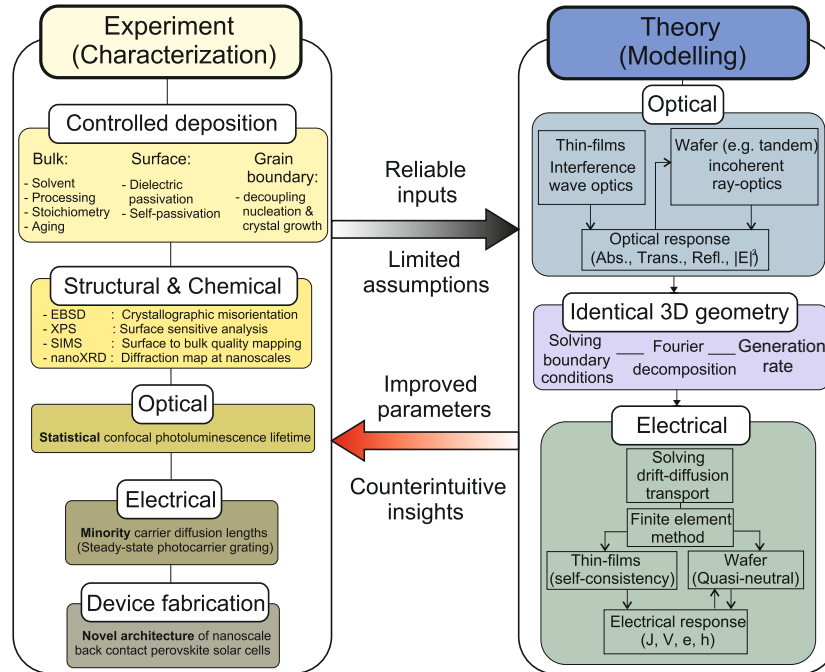 Experiment
(Characterization)
Controlled deposition
Bulk:
- Solvent
- Processing
- Stoichiometry
- Aging
Surface:
- Dielectric
passivation
- Self-passivation
Grain
boundary:
- decoupling
nucleation &
crystal growth
Structural & Chemical
- EBSD : Crystallographic misorientation
- XPS : Surface sensitive analysis
- SIMS : Surface to bulk quality mapping
- nanoXRD : Diffraction map at nanoscales
Optical
Statistical confocal photoluminescence lifetime
Electrical
Minority carrier diffusion lengths
(Steady-state photocarrier grating)
Device fabrication
Novel architecture of nanoscale
back contact perovskite solar cells
Reliable
inputs
Limited
assumptions
Improved
parameters
Counterintuitive
insights
Theory
(Modelling)
Optical
Thin-films
Interference
wave optics
Wafer (e.g. tandem)
incoherent
ray-optics
Optical response
(Abs., Trans., Refl., |E|²)
Identical 3D geometry
Solving
boundary
conditions
Fourier
decomposition
Generation
rate
Electrical
Solving
drift-diffusion
transport
Finite element
method
Thin-films
(self-consistency)
Wafer
(Quasi-neutral)
Electrical response
(J, V, e, h)